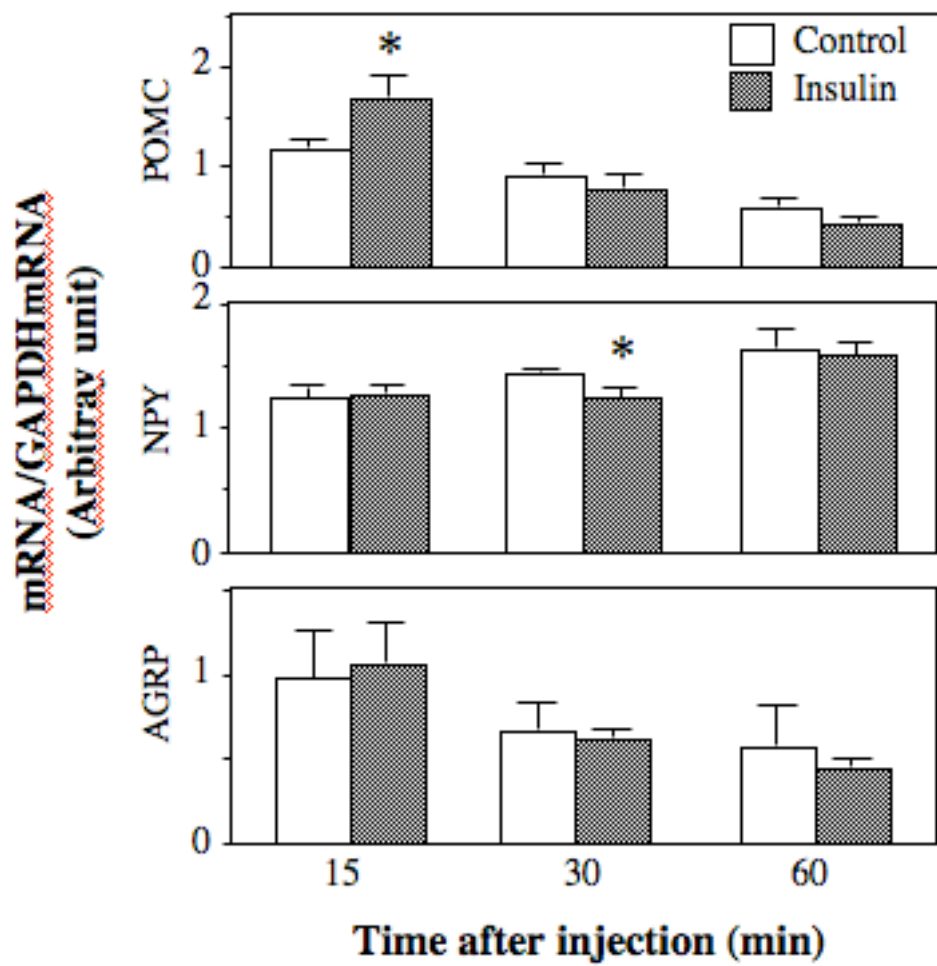 mRNA/GAPDHmRNA
(Arbitray unit)
POMC
2
1
0
*
Control
Insulin
NPY
2
1
0
*
AGRP
1
0
15 30 60
Time after injection (min)